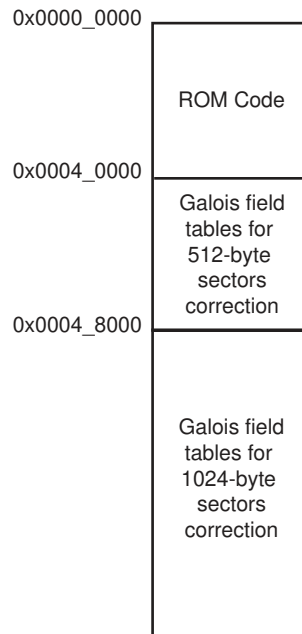 0x0000_0000
ROM Code
0x0004_0000
Galois field
tables for
512-byte
sectors
correction
0x0004_8000
Galois field
tables for
1024-byte
sectors
correction